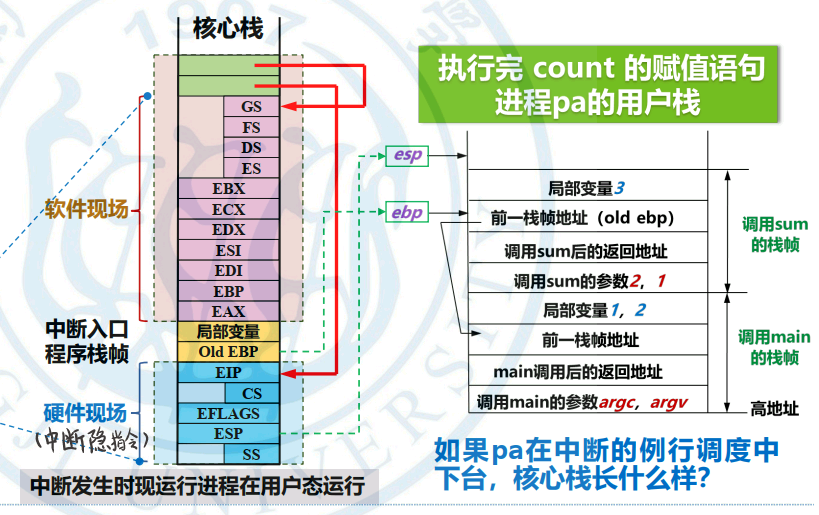 核心栈
GS
FS
DS
ES
EBX
ECX
EDX
ESI
EDI
EBP
EAX
局部变量
Old EBP
EIP
CS
EFLAGS
ESP
SS
软件现场
中断入口
程序栈帧
硬件现场
(中断隐指令)
中断发生时现运行进程在用户态运行
执行完 count 的赋值语句
进程pa的用户栈
esp
ebp
局部变量3
前一栈帧地址（old ebp）
调用sum后的返回地址
调用sum的参数2，1
局部变量1，2
前一栈帧地址
main调用后的返回地址
调用main的参数argc，argv
调用sum
的栈帧
调用main
的栈帧
高地址
如果pa在中断的例行调度中
下台，核心栈长什么样？
UNIVERSITY